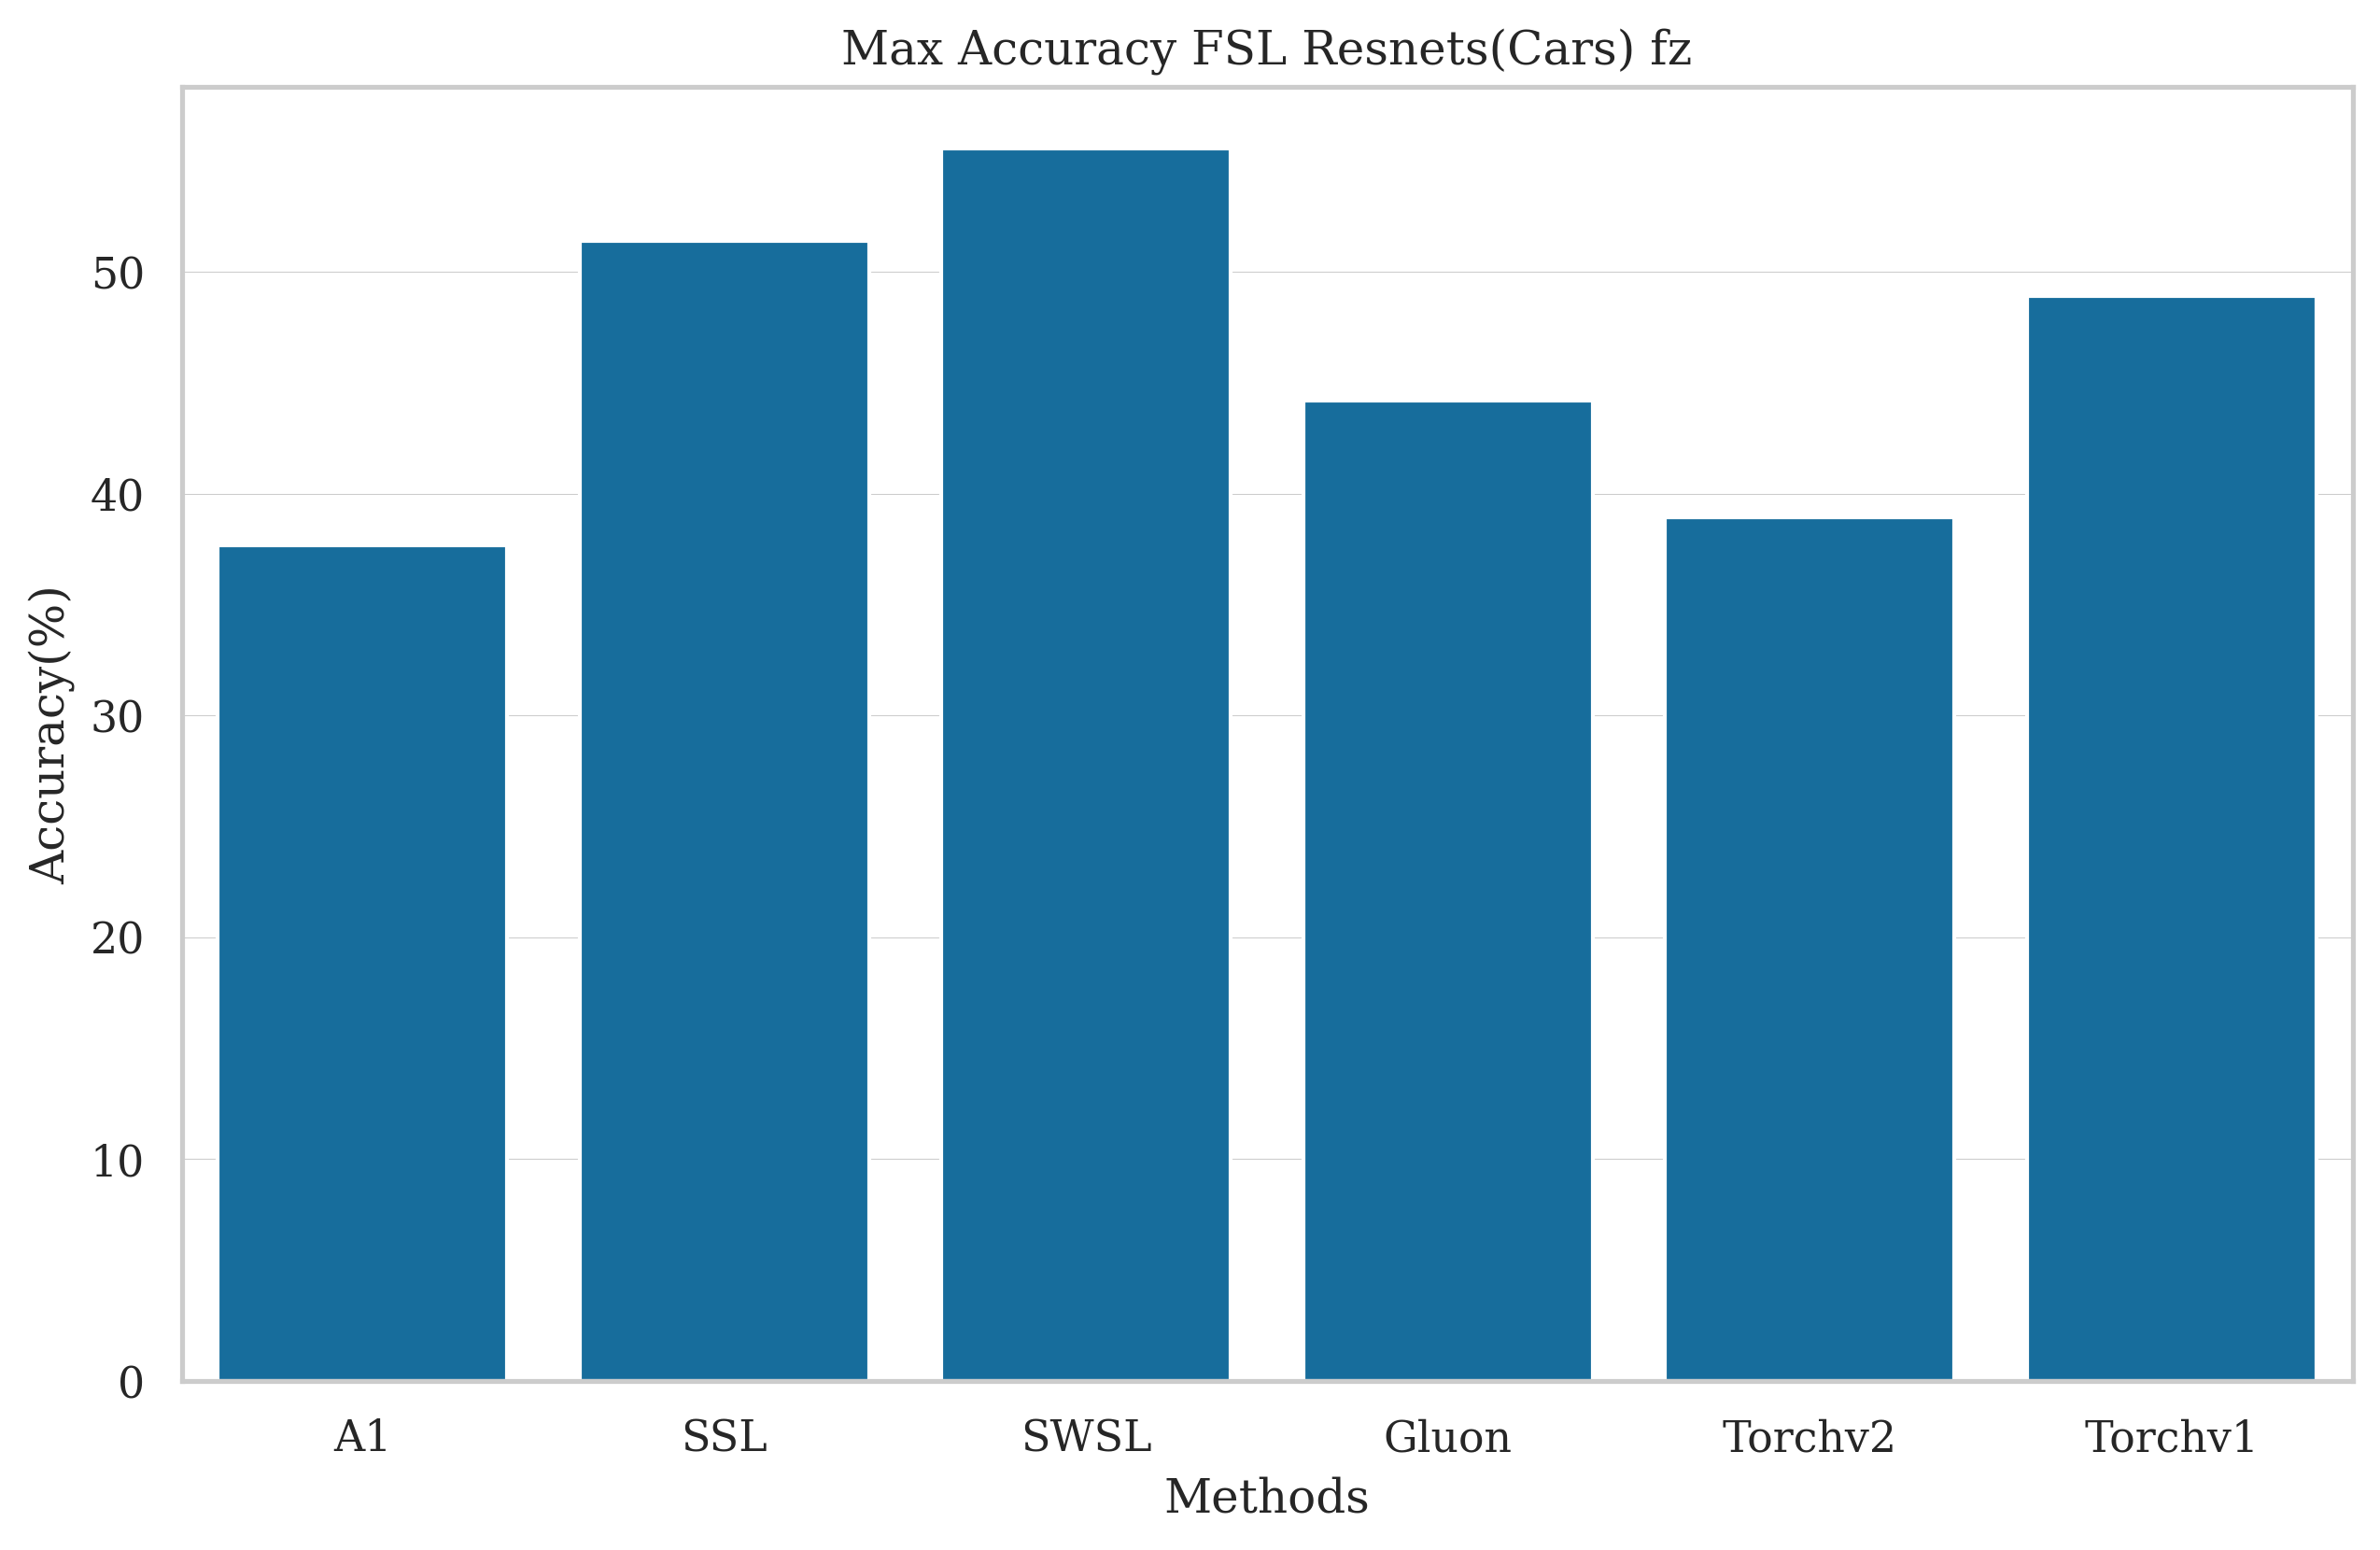 Max Accuracy FSL Resnets(Cars) fz
Accuracy(%)
50
40
30
20
10
0
A1 SSL SWSL Gluon Torchv2 Torchv1
Methods